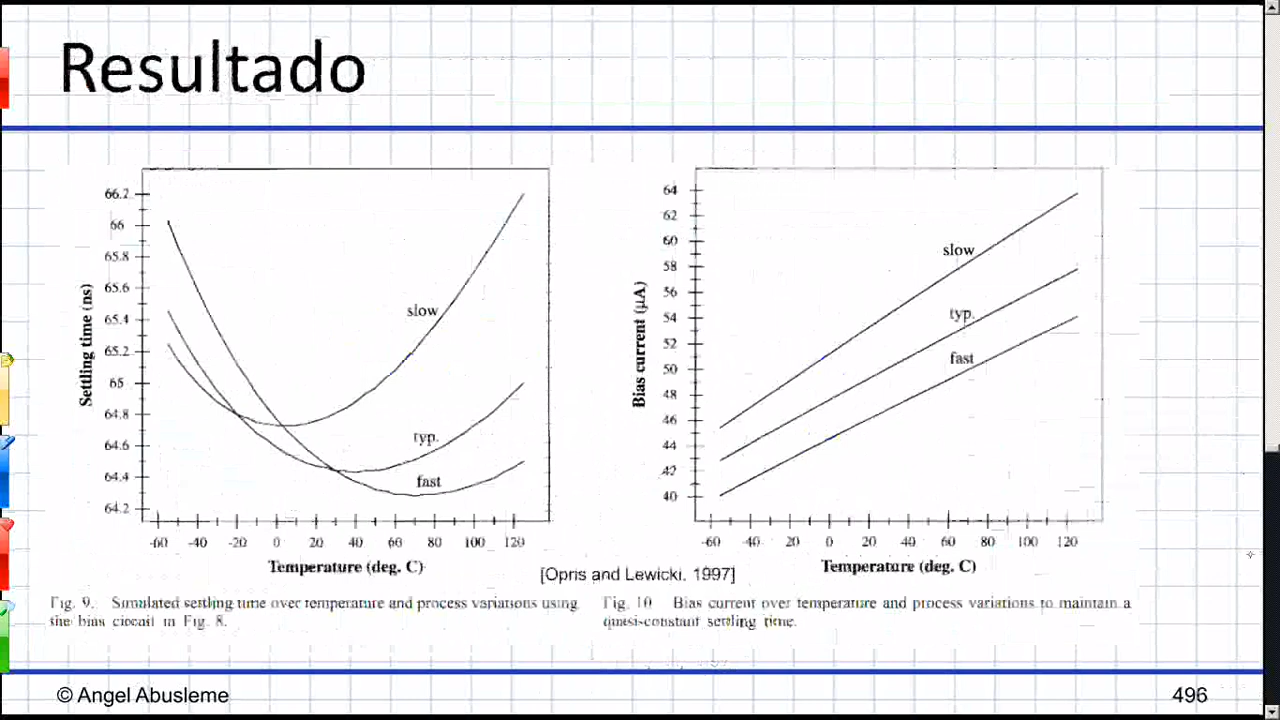 Resultado
66.2
66
65.8
65.6
65.4
65.2
65
64.8
64.6
64.4
64.2
Settling time (ns)
slow
typ.
fast
-60 -40 -20 0 20 40 60 80 100 120
Temperature (deg. C)
64
62
60
58
56
54
52
50
48
46
44
42
40
Bias current (μA)
slow
typ.
fast
-60 -40 20 0 20 40 60 80 100 120
Temperature (deg. C)
[Opris and Lewicki, 1997]
Fig. 9. Simulated settling time over temperature and process variations using
the bias circuit in Fig. 8.
Fig. 10 Bias current over temperature and process variations to maintain a
quasi-constant settling time.
© Angel Abusleme
496